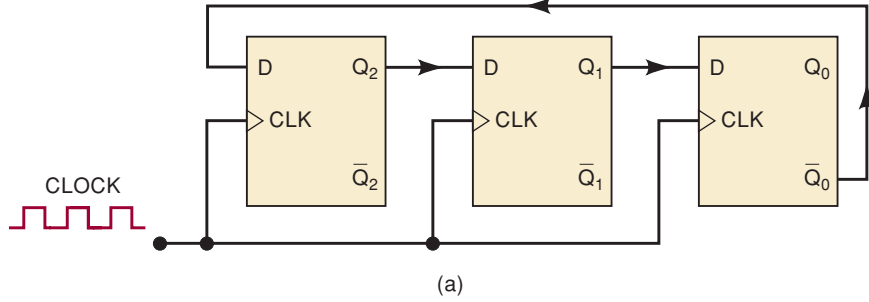 D Q₂ D Q₁ D Q₀
CLK CLK CLK
Q̅₂ Q̅₁ Q̅₀
CLOCK
(a)